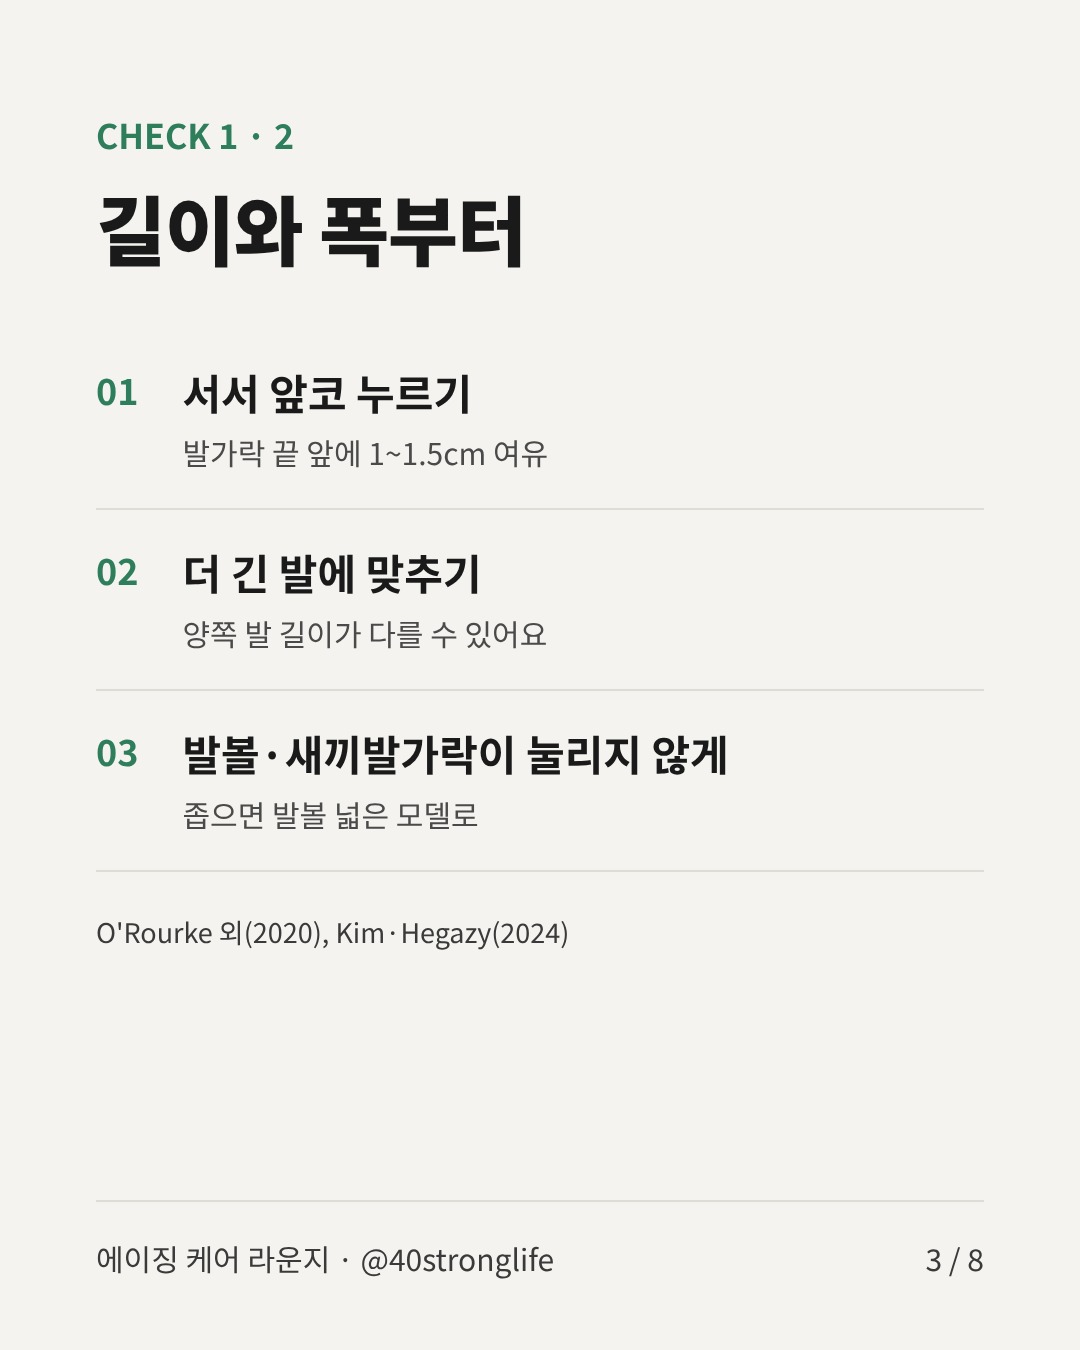 CHECK 1 · 2
길이와 폭부터
01 서서 앞코 누르기
발가락 끝 앞에 1~1.5cm 여유
02 더 긴 발에 맞추기
양쪽 발 길이가 다를 수 있어요
03 발볼·새끼발가락이 눌리지 않게
좁으면 발볼 넓은 모델로
O'Rourke 외(2020), Kim·Hegazy(2024)
에이징 케어 라운지 · @40stronglife 3 / 8